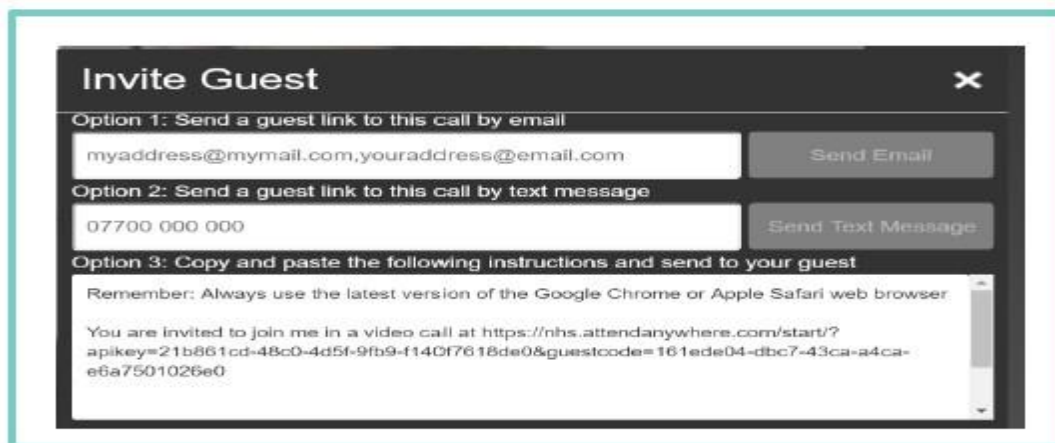 Invite Guest
Option 1: Send a guest link to this call by email
myaddress@mymail.com,youraddress@email.com
Send Email
Option 2: Send a guest link to this call by text message
07700 000 000
Send Text Message
Option 3: Copy and paste the following instructions and send to your guest
Remember: Always use the latest version of the Google Chrome or Apple Safari web browser
You are invited to join me in a video call at https://nhs.attendanywhere.com/start/?
apikey=21b861cd-48c0-4d5f-9fb9-f140f7618de0&guestcode=161ede04-dbc7-43ca-a4ca-
e6a7501026e0